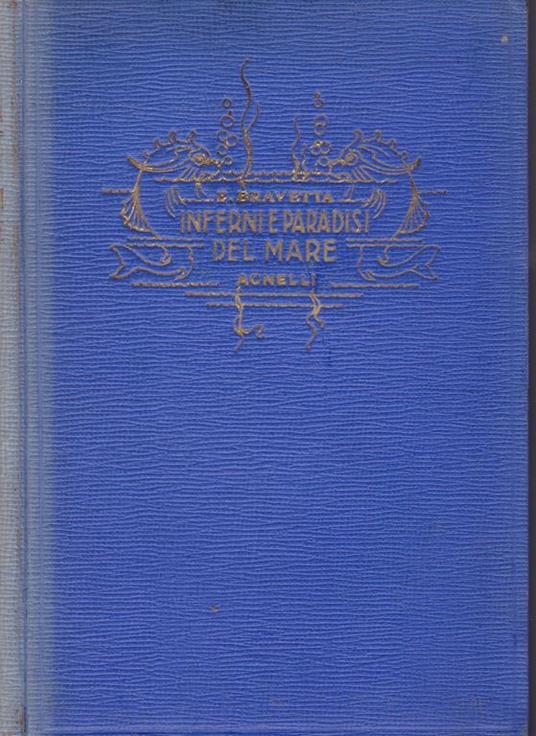 E. BRAVETTA
INFERNI E PARADISI
DEL MARE
AGNELLI